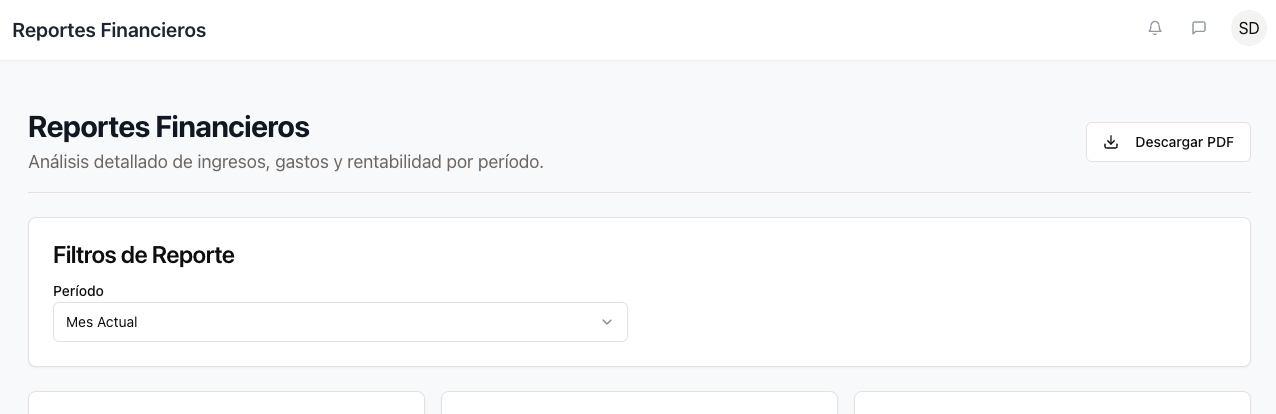 Reportes Financieros
SD
Reportes Financieros
Análisis detallado de ingresos, gastos y rentabilidad por período.
Descargar PDF
Filtros de Reporte
Período
Mes Actual